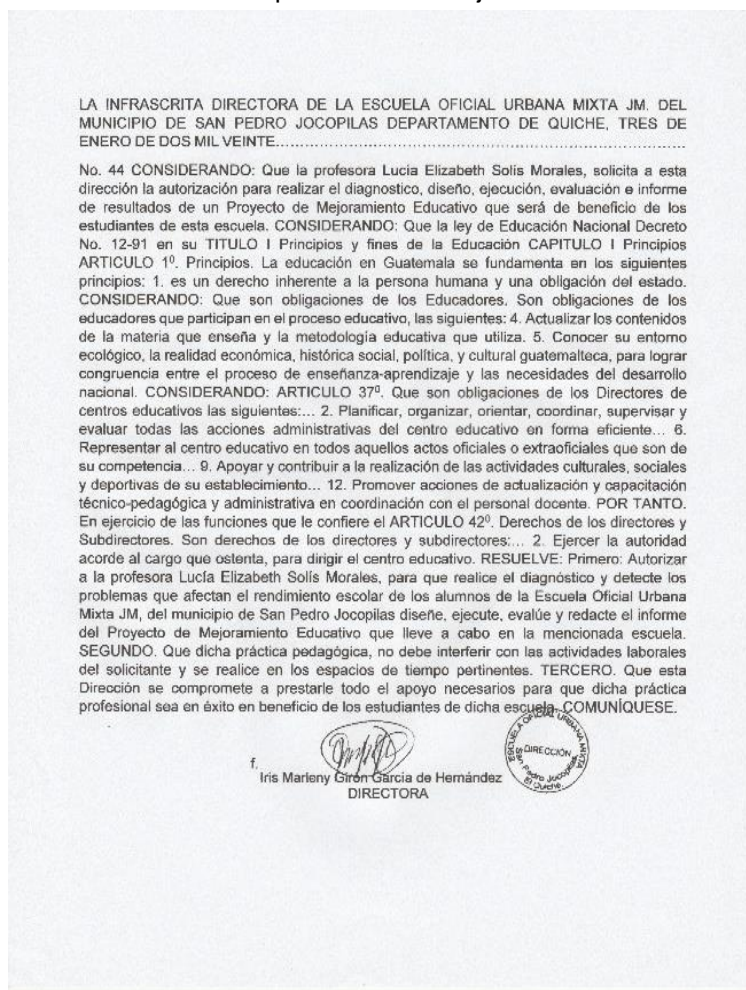 LA INFRASCRITA DIRECTORA DE LA ESCUELA OFICIAL URBANA MIXTA JM. DEL
MUNICIPIO DE SAN PEDRO JOCOPILAS DEPARTAMENTO DE QUICHE, TRES DE
ENERO DE DOS MIL VEINTE................................................................................
No. 44 CONSIDERANDO: Que la profesora Lucia Elizabeth Solís Morales, solicita a esta
dirección la autorización para realizar el diagnostico, diseño, ejecución, evaluación e informe
de resultados de un Proyecto de Mejoramiento Educativo que será de beneficio de los
estudiantes de esta escuela. CONSIDERANDO: Que la ley de Educación Nacional Decreto
No. 12-91 en su TITULO I Principios y fines de la Educación CAPITULO I Principios
ARTICULO 1⁰. Principios. La educación en Guatemala se fundamenta en los siguientes
principios: 1. es un derecho inherente a la persona humana y una obligación del estado.
CONSIDERANDO: Que son obligaciones de los Educadores. Son obligaciones de los
educadores que participan en el proceso educativo, las siguientes: 4. Actualizar los contenidos
de la materia que enseña y la metodología educativa que utiliza. 5. Conocer su entorno
ecológico, la realidad económica, histórica social, política, y cultural guatemalteca, para lograr
congruencia entre el proceso de enseñanza-aprendizaje y las necesidades del desarrollo
nacional. CONSIDERANDO: ARTICULO 37⁰. Que son obligaciones de los Directores de
centros educativos las siguientes:... 2. Planificar, organizar, orientar, coordinar, supervisar y
evaluar todas las acciones administrativas del centro educativo en forma eficiente... 6.
Representar al centro educativo en todos aquellos actos oficiales o extraoficiales que son de
su competencia... 9. Apoyar y contribuir a la realización de las actividades culturales, sociales
y deportivas de su establecimiento... 12. Promover acciones de actualización y capacitación
técnico-pedagógica y administrativa en coordinación con el personal docente. POR TANTO.
En ejercicio de las funciones que le confiere el ARTICULO 42⁰. Derechos de los directores y
Subdirectores. Son derechos de los directores y subdirectores:... 2. Ejercer la autoridad
acorde al cargo que ostenta, para dirigir el centro educativo. RESUELVE: Primero: Autorizar
a la profesora Lucía Elizabeth Solís Morales, para que realice el diagnóstico y detecte los
problemas que afectan el rendimiento escolar de los alumnos de la Escuela Oficial Urbana
Mixta JM, del municipio de San Pedro Jocopilas diseñe, ejecute, evalúe y redacte el informe
del Proyecto de Mejoramiento Educativo que lleve a cabo en la mencionada escuela.
SEGUNDO. Que dicha práctica pedagógica, no debe interferir con las actividades laborales
del solicitante y se realice en los espacios de tiempo pertinentes. TERCERO. Que esta
Dirección se compromete a prestarle todo el apoyo necesarios para que dicha práctica
profesional sea en éxito en beneficio de los estudiantes de dicha escuela. COMUNÍQUESE.
f.
Iris Marleny Girón García de Hernández
DIRECTORA
ESCUELA OFICIAL URBANA MIXTA
DIRECCIÓN
San Pedro Jocopilas
El Quiché